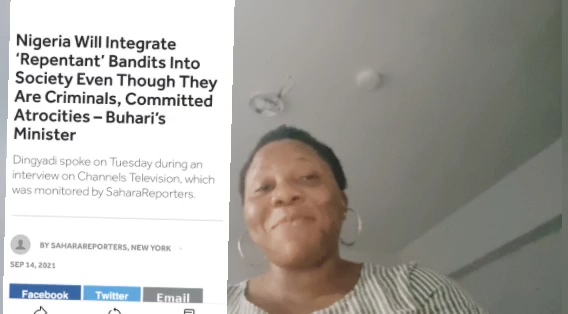 Nigeria Will Integrate
‘Repentant’ Bandits Into
Society Even Though They
Are Criminals, Committed
Atrocities – Buhari’s
Minister
Dingyadi spoke on Tuesday during an
interview on Channels Television, which
was monitored by SaharaReporters.
BY SAHARAREPORTERS, NEW YORK
SEP 14, 2021
Facebook Twitter Email